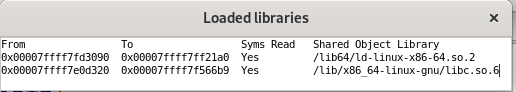 Loaded libraries
From To Syms Read Shared Object Library
0x00007ffff7fd3090 0x00007ffff7ff21a0 Yes /lib64/ld-linux-x86-64.so.2
0x00007ffff7e0d320 0x00007ffff7f566b9 Yes /lib/x86_64-linux-gnu/libc.so.6